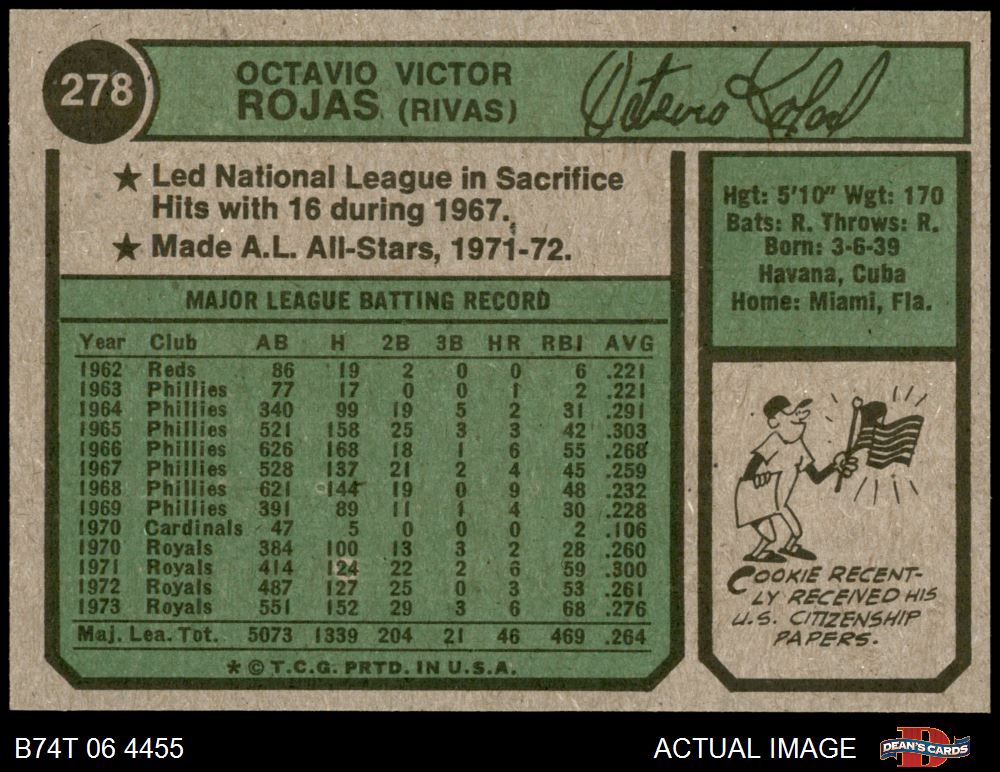 278
OCTAVIO VICTOR
ROJAS (RIVAS)
Octavio Rojas
★ Led National League in Sacrifice
Hits with 16 during 1967.
★ Made A.L. All-Stars, 1971-72.
MAJOR LEAGUE BATTING RECORD
Year Club AB H 2B 3B HR RBI AVG
1962 Reds 86 19 2 0 0 6 .221
1963 Phillies 77 17 0 0 1 2 .221
1964 Phillies 340 99 19 5 2 31 .291
1965 Phillies 521 158 25 3 3 42 .303
1966 Phillies 626 168 18 1 6 55 .268
1967 Phillies 528 137 21 2 4 45 .259
1968 Phillies 621 144 19 0 9 48 .232
1969 Phillies 391 89 11 1 4 30 .228
1970 Cardinals 47 5 0 0 0 2 .106
1970 Royals 384 100 13 3 2 28 .260
1971 Royals 414 124 22 2 6 59 .300
1972 Royals 487 127 25 0 3 53 .261
1973 Royals 551 152 29 3 6 68 .276
Maj. Lea. Tot. 5073 1339 204 21 46 469 .264
* © T.C.G. PRTD. IN U.S.A.
Hgt: 5'10" Wgt: 170
Bats: R. Throws: R.
Born: 3-6-39
Havana, Cuba
Home: Miami, Fla.
COOKIE RECENT-
LY RECEIVED HIS
U.S. CITIZENSHIP
PAPERS.
B74T 06 4455
ACTUAL IMAGE
D
DEAN'S CARDS